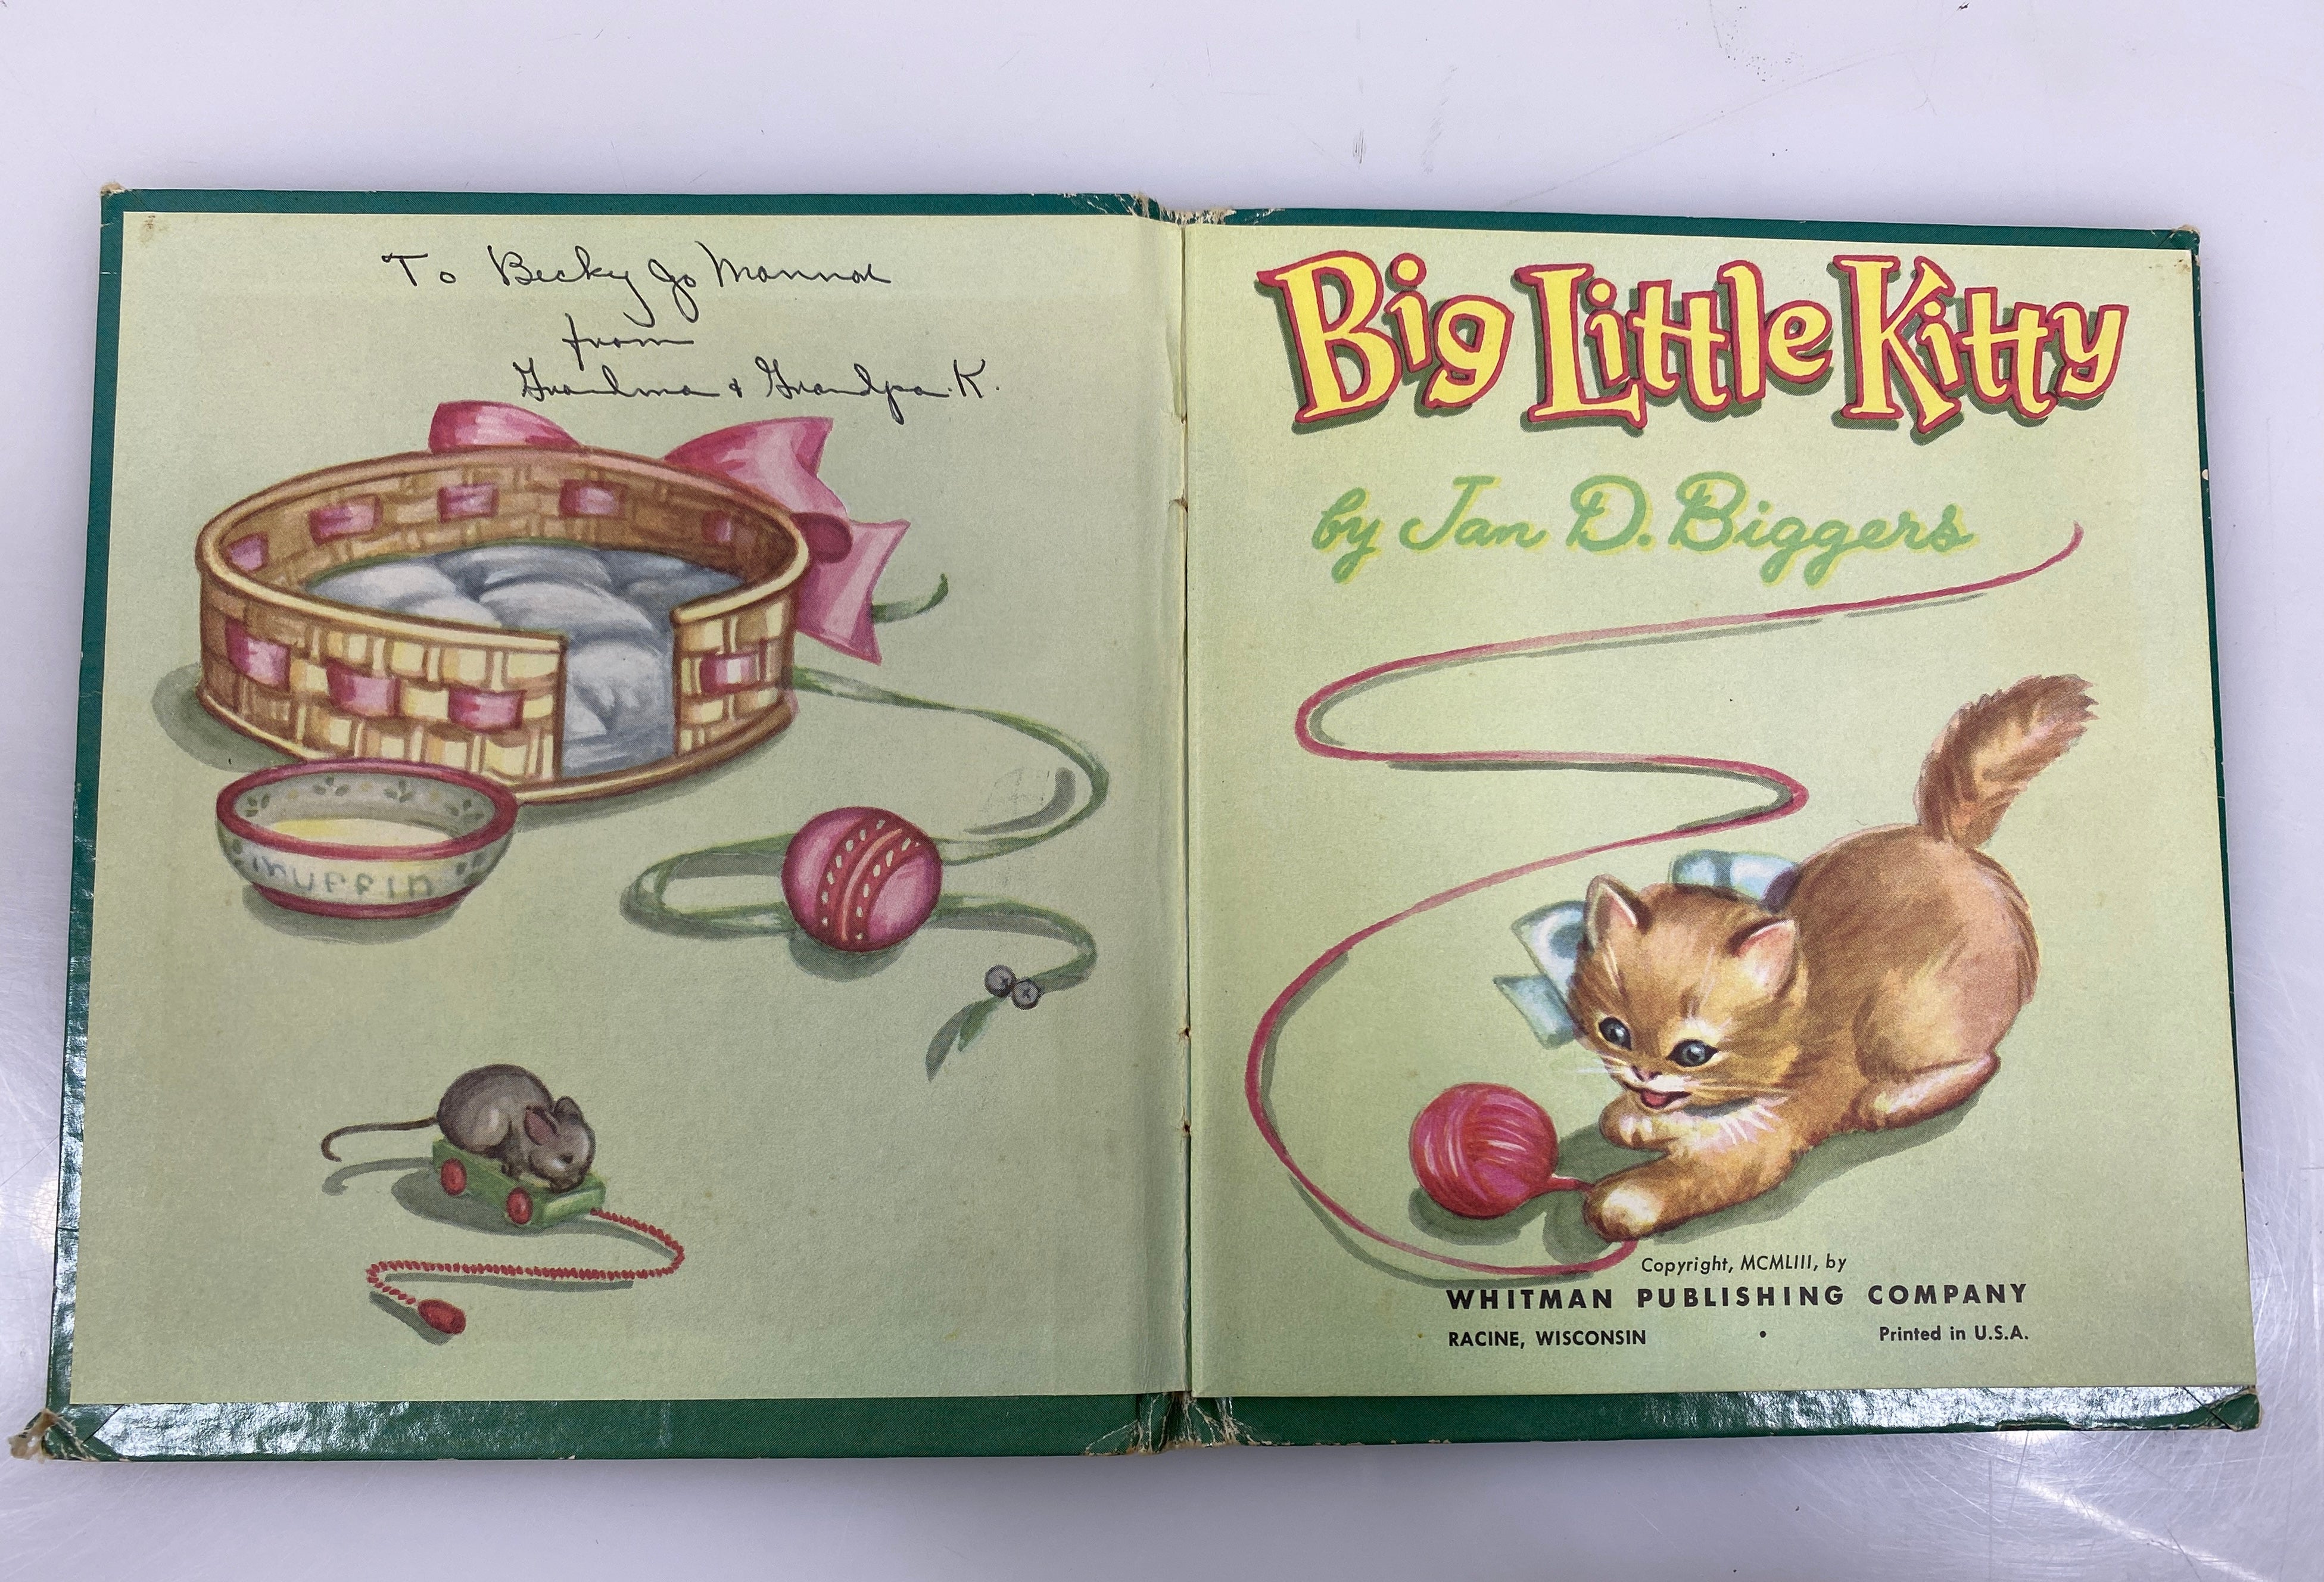 To Becky Jo
from
Grandma & Grandpa K.
MUFFIN
Big Little Kitty
by Jan D. Biggers
Copyright, MCMLIII, by
WHITMAN PUBLISHING COMPANY
RACINE, WISCONSIN • Printed in U.S.A.